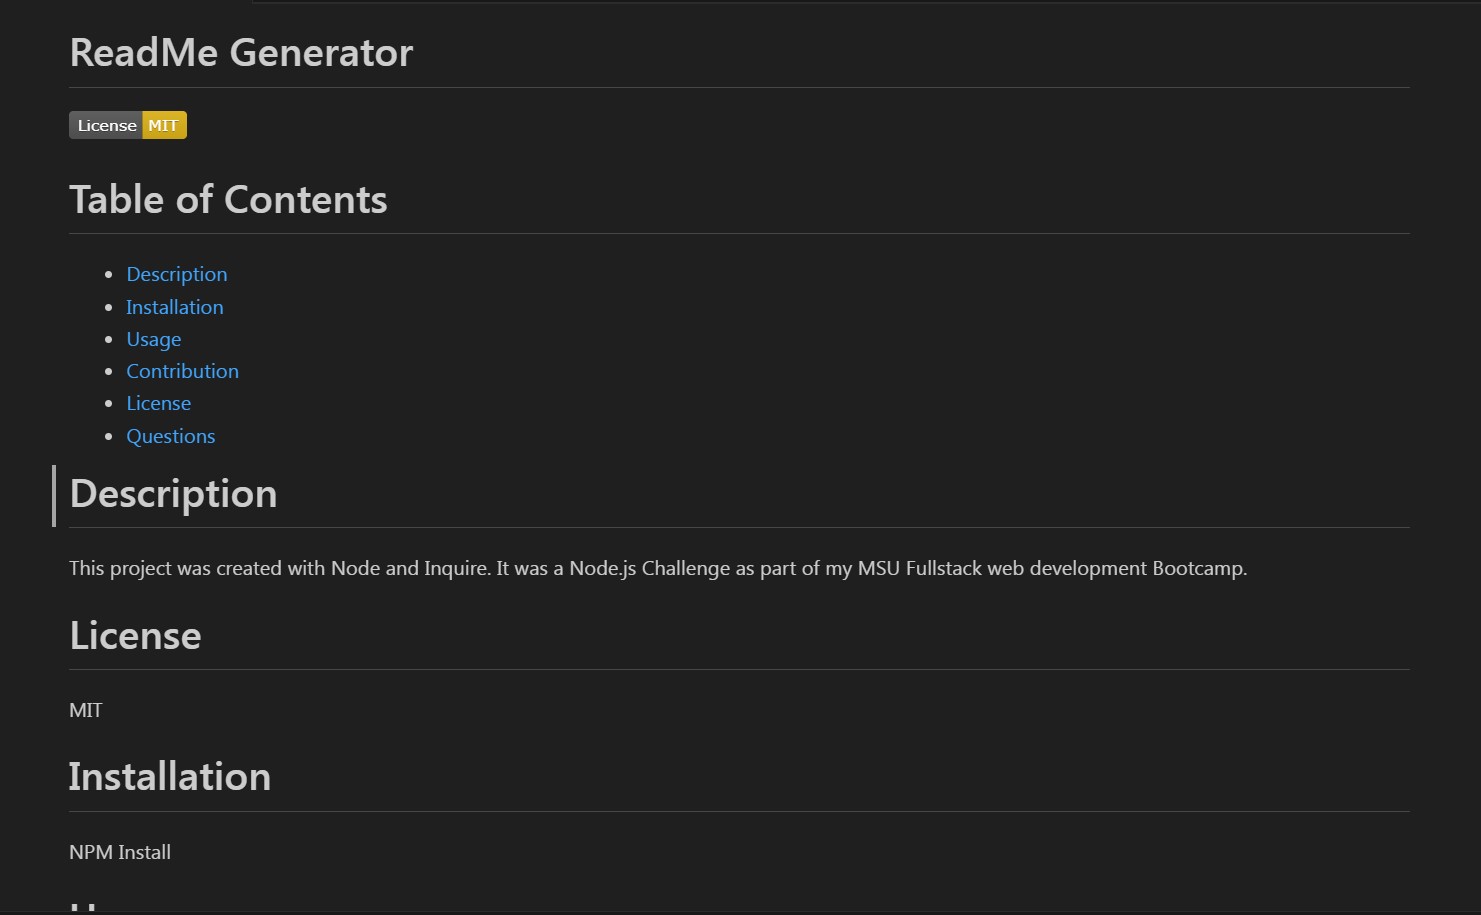 ReadMe Generator
License MIT
Table of Contents
Description
Installation
Usage
Contribution
License
Questions
Description
This project was created with Node and Inquire. It was a Node.js Challenge as part of my MSU Fullstack web development Bootcamp.
License
MIT
Installation
NPM Install